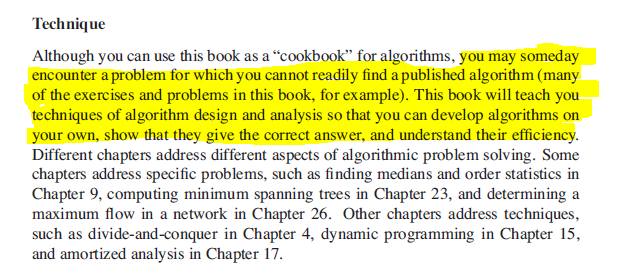 Technique
Although you can use this book as a “cookbook” for algorithms, you may someday
encounter a problem for which you cannot readily find a published algorithm (many
of the exercises and problems in this book, for example). This book will teach you
techniques of algorithm design and analysis so that you can develop algorithms on
your own, show that they give the correct answer, and understand their efficiency.
Different chapters address different aspects of algorithmic problem solving. Some
chapters address specific problems, such as finding medians and order statistics in
Chapter 9, computing minimum spanning trees in Chapter 23, and determining a
maximum flow in a network in Chapter 26. Other chapters address techniques,
such as divide-and-conquer in Chapter 4, dynamic programming in Chapter 15,
and amortized analysis in Chapter 17.